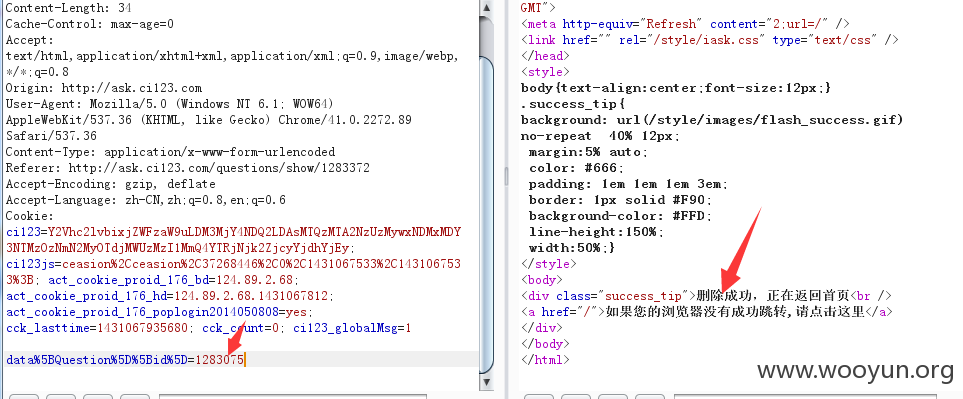 Content-Length: 34
Cache-Control: max-age=0
Accept:
text/html,application/xhtml+xml,application/xml;q=0.9,image/webp,
*/*;q=0.8
Origin: http://ask.ci123.com
User-Agent: Mozilla/5.0 (Windows NT 6.1; WOW64)
AppleWebKit/537.36 (KHTML, like Gecko) Chrome/41.0.2272.89
Safari/537.36
Content-Type: application/x-www-form-urlencoded
Referer: http://ask.ci123.com/questions/show/1283372
Accept-Encoding: gzip, deflate
Accept-Language: zh-CN,zh;q=0.8,en;q=0.6
Cookie:
ci123=Y2Vhc2lvbixjZWFzaW9uLDM3MjY4NDQ2LDAsMTQzMTA2NzUzMywxNDMxMDY
3NTMzOzNmN2MyOTdjMWUzMzI1MmQ4YTRjNjk2ZjcyYjdhYjEy;
ci123js=ceasion%2Cceasion%2C37268446%2C0%2C1431067533%2C143106753
3%3B; act_cookie_proid_176_bd=124.89.2.68;
act_cookie_proid_176_hd=124.89.2.68.1431067812;
act_cookie_proid_176_poplogin2014050808=yes;
cck_lasttime=1431067935680; cck_count=0; ci123_globalMsg=1
data%5BQuestion%5D%5Bid%5D=1283075
GMT">
<meta http-equiv="Refresh" content="2;url=/" />
<link href="" rel="/style/iask.css" type="text/css" />
</head>
<style>
body{text-align:center;font-size:12px;}
.success_tip{
background: url(/style/images/flash_success.gif)
no-repeat  40% 12px;
margin:5% auto;
color: #666;
padding: 1em 1em 1em 3em;
border: 1px solid #F90;
background-color: #FFD;
line-height:150%;
width:50%;}
</style>
<body>
<div class="success_tip">删除成功，正在返回首页<br />
<a href="/">如果您的浏览器没有成功跳转,请点击这里</a>
</div>
</body>
</html>
www.wooyun.org